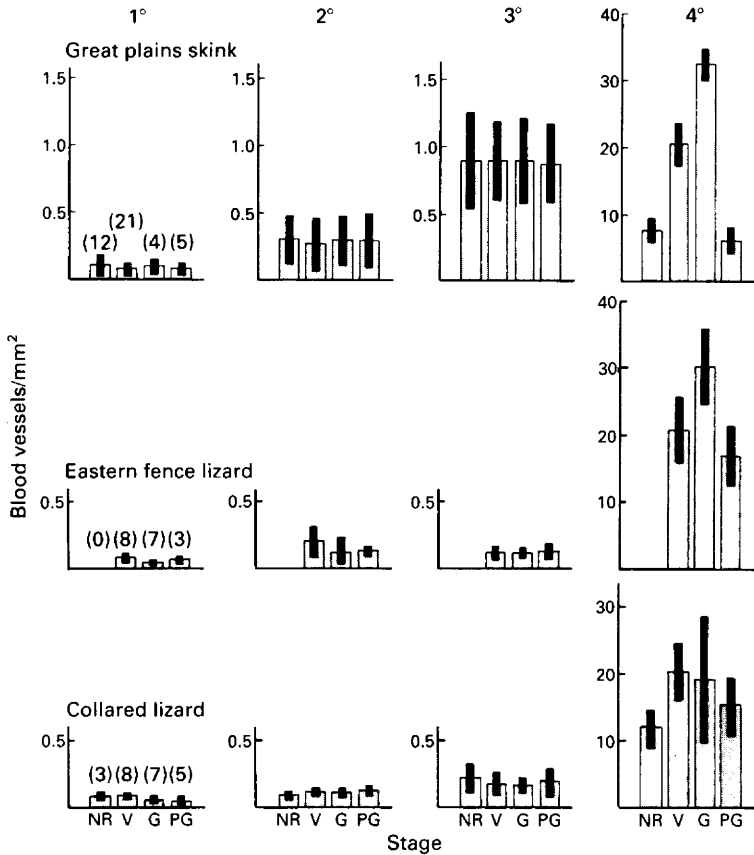 1° 2° 3° 4°
Great plains skink
1.5 1.5 1.5 40
1.0 1.0 1.0 30
0.5 0.5 0.5 20
10
(12) (21) (4) (5)
Blood vessels/mm²
Eastern fence lizard
0.5 0.5 0.5
40
30
20
10
(0) (8) (7) (3)
Collared lizard
0.5 0.5 0.5
30
20
10
(3) (8) (7) (5)
NR V G PG NR V G PG NR V G PG NR V G PG
Stage